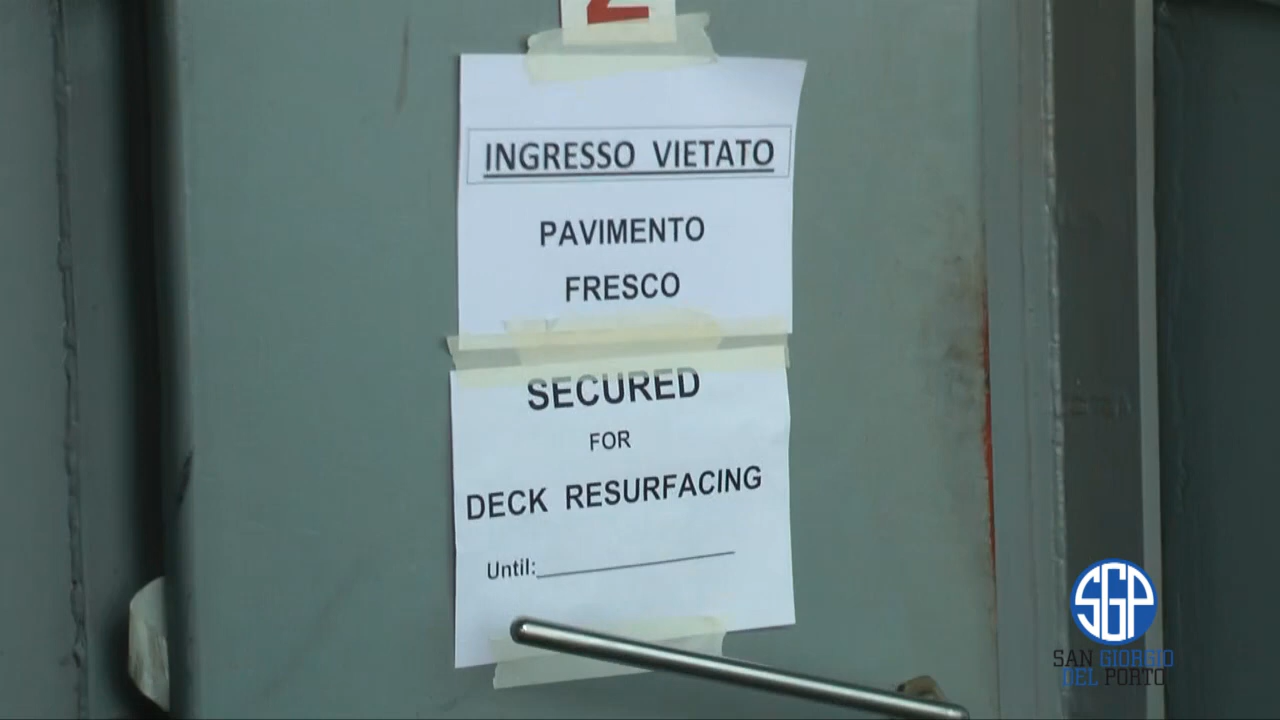 INGRESSO VIETATO
PAVIMENTO
FRESCO
SECURED
FOR
DECK RESURFACING
Until:
SGP
SAN GIORGIO
DEL PORTO